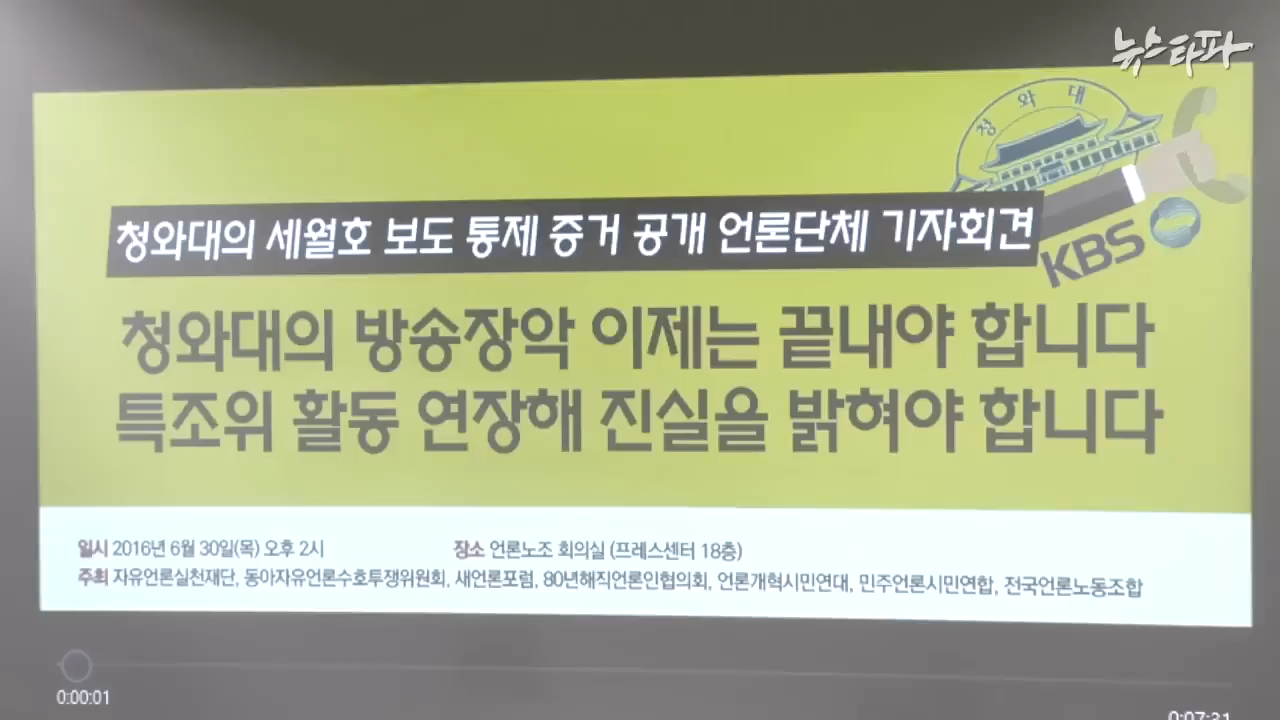 뉴스타파
청와대
청와대의 세월호 보도 통제 증거 공개 언론단체 기자회견
KBS
청와대의 방송장악 이제는 끝내야 합니다
특조위 활동 연장해 진실을 밝혀야 합니다
일시 2016년 6월 30일(목) 오후 2시 장소 언론노조 회의실 (프레스센터 18층)
주최 자유언론실천재단, 동아자유언론수호투쟁위원회, 새언론포럼, 80년해직언론인협의회, 언론개혁시민연대, 민주언론시민연합, 전국언론노동조합
0:00:01
0:07:31